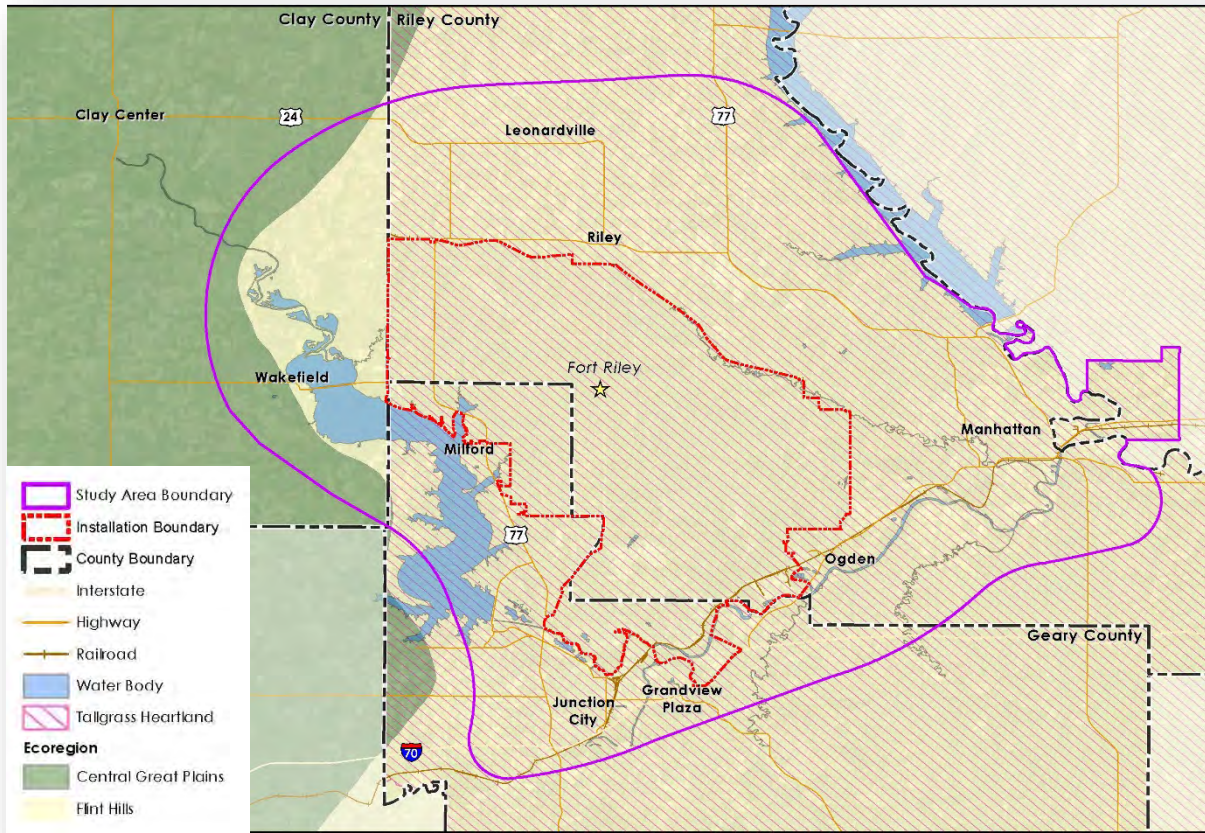 Clay County
Riley County
Clay Center
24
77
Leonardville
Riley
Fort Riley
Wakefield
Milford
Manhattan
77
Ogden
Geary County
Grandview
Plaza
Junction
City
70
Study Area Boundary
Installation Boundary
County Boundary
Interstate
Highway
Railroad
Water Body
Tallgrass Heartland
Ecoregion
Central Great Plains
Flint Hills